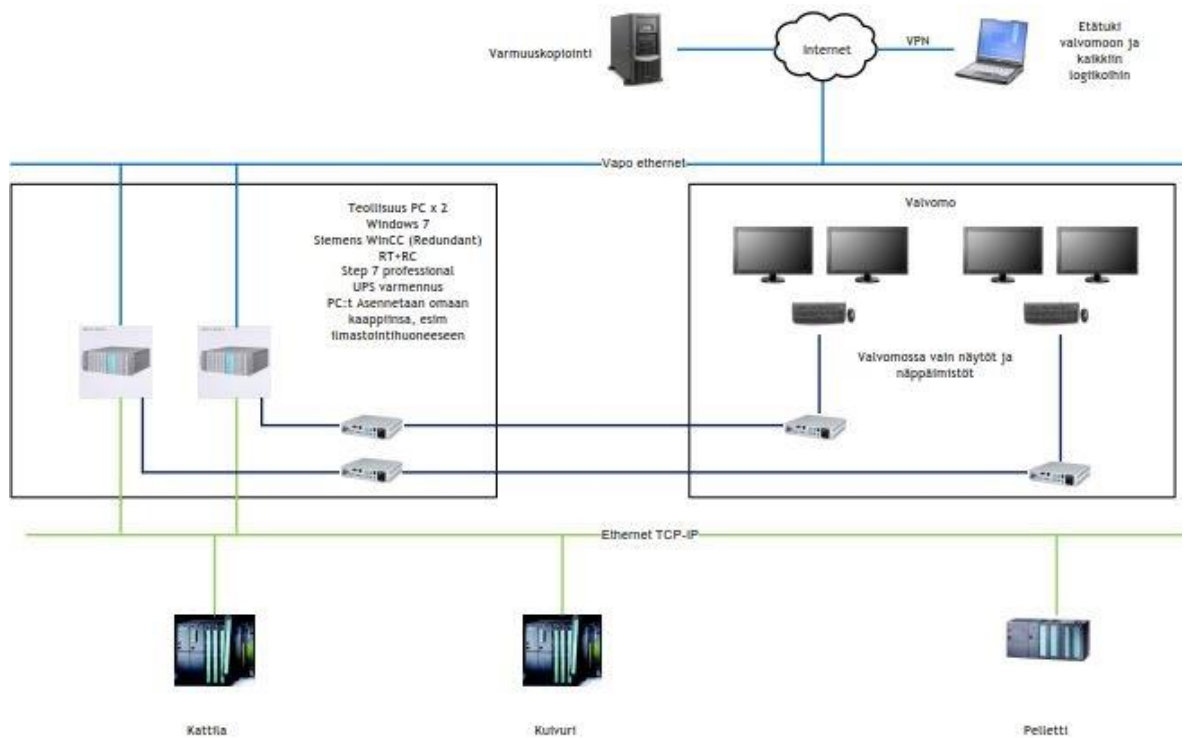 Varmuuskopiointi
Internet
VPN
Etätuki
valvomoon ja
kaikkiin
logiikoihin
Vapo ethernet
Teollisuus PC x 2
Windows 7
Siemens WinCC (Redundant)
RT+RC
Step 7 professional
UPS varmennus
PC:t Asennetaan omaan
kaappiinsa, esim
ilmastointihuoneeseen
Valvomo
Valvomossa vain näytöt ja
näppäimistöt
Ethernet TCP-IP
Kattila
Kuivuri
Pelletti